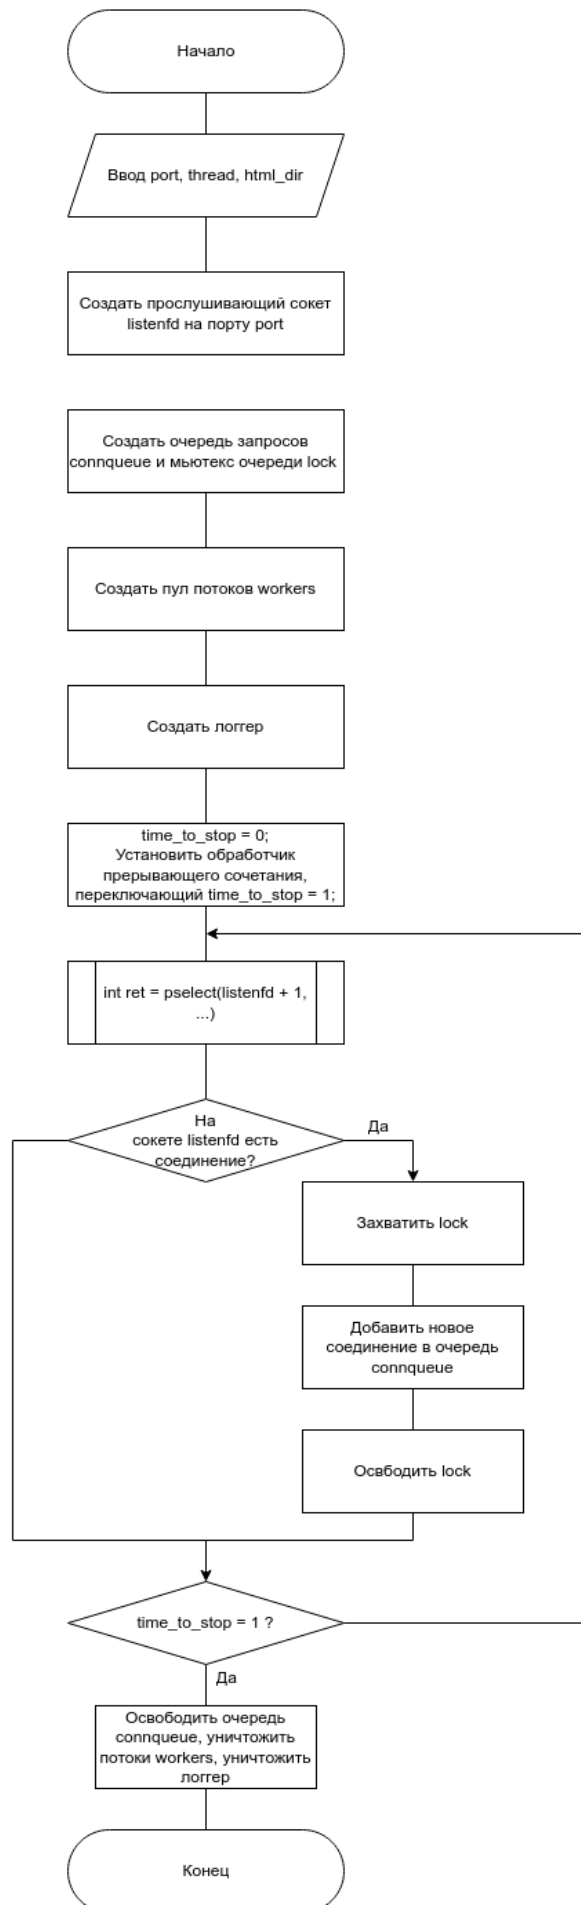 Начало
Ввод port, thread, html_dir
Создать прослушивающий сокет
listenfd на порту port
Создать очередь запросов
connqueue и мьютекс очереди lock
Создать пул потоков workers
Создать логгер
time_to_stop = 0;
Установить обработчик
прерывающего сочетания,
переключающий time_to_stop = 1;
int ret = pselect(listenfd + 1,
...)
На
сокете listenfd есть
соединение?
Да
Захватить lock
Добавить новое
соединение в очередь
connqueue
Освбодить lock
time_to_stop = 1 ?
Да
Освободить очередь
connqueue, уничтожить
потоки workers, уничтожить
логгер
Конец